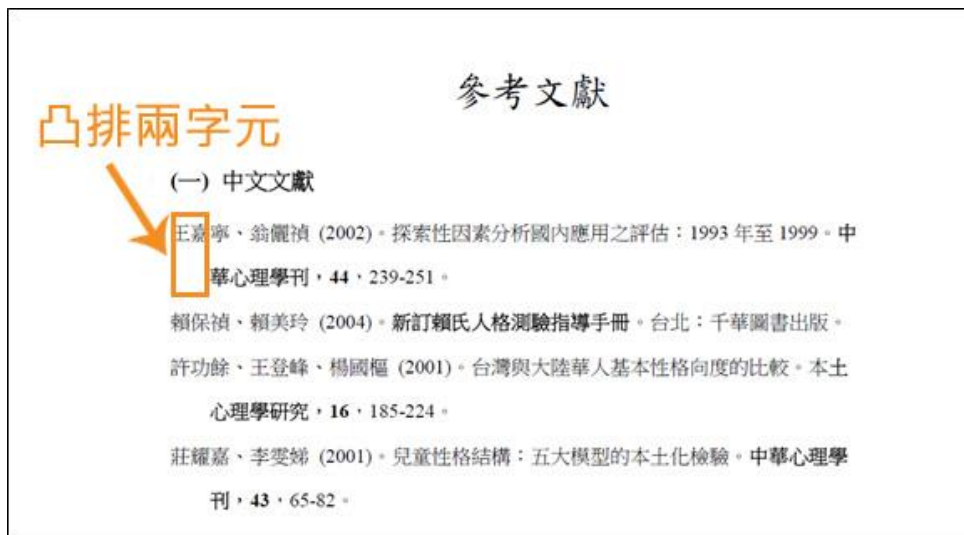 參考文獻
凸排兩字元
(一) 中文文獻
王嘉寧、翁儷禎 (2002)。探索性因素分析國內應用之評估：1993 年至 1999。中
華心理學刊，44，239-251。
賴保禎、賴美玲 (2004)。新訂賴氏人格測驗指導手冊。台北：千華圖書出版。
許功餘、王登峰、楊國樞 (2001)。台灣與大陸華人基本性格向度的比較。本土
心理學研究，16，185-224。
莊耀嘉、李雯娣 (2001)。兒童性格結構：五大模型的本土化檢驗。中華心理學
刊，43，65-82。